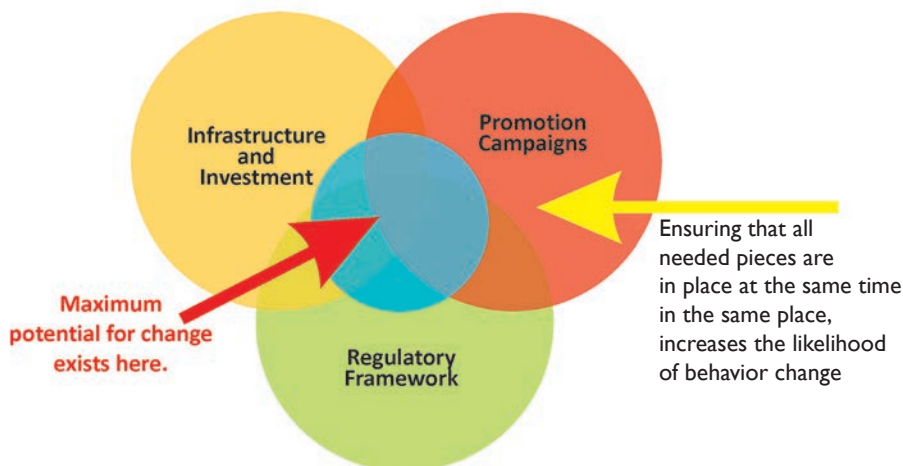 Infrastructure
and
Investment
Promotion
Campaigns
Ensuring that all
needed pieces are
in place at the same time
in the same place,
increases the likelihood
of behavior change
Maximum
potential for change
exists here.
Regulatory
Framework